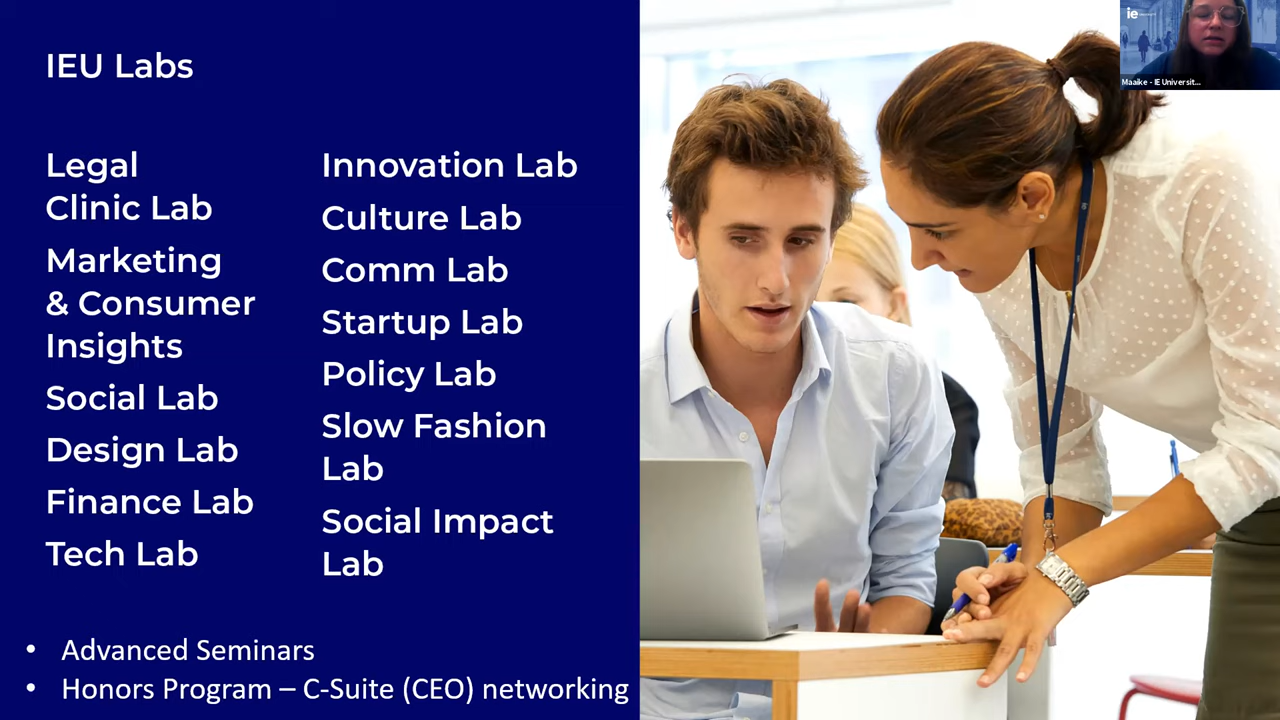 IEU Labs
Legal
Clinic Lab
Marketing
& Consumer
Insights
Social Lab
Design Lab
Finance Lab
Tech Lab
Innovation Lab
Culture Lab
Comm Lab
Startup Lab
Policy Lab
Slow Fashion
Lab
Social Impact
Lab
• Advanced Seminars
• Honors Program – C-Suite (CEO) networking
ie
Maaike - IE Universit...